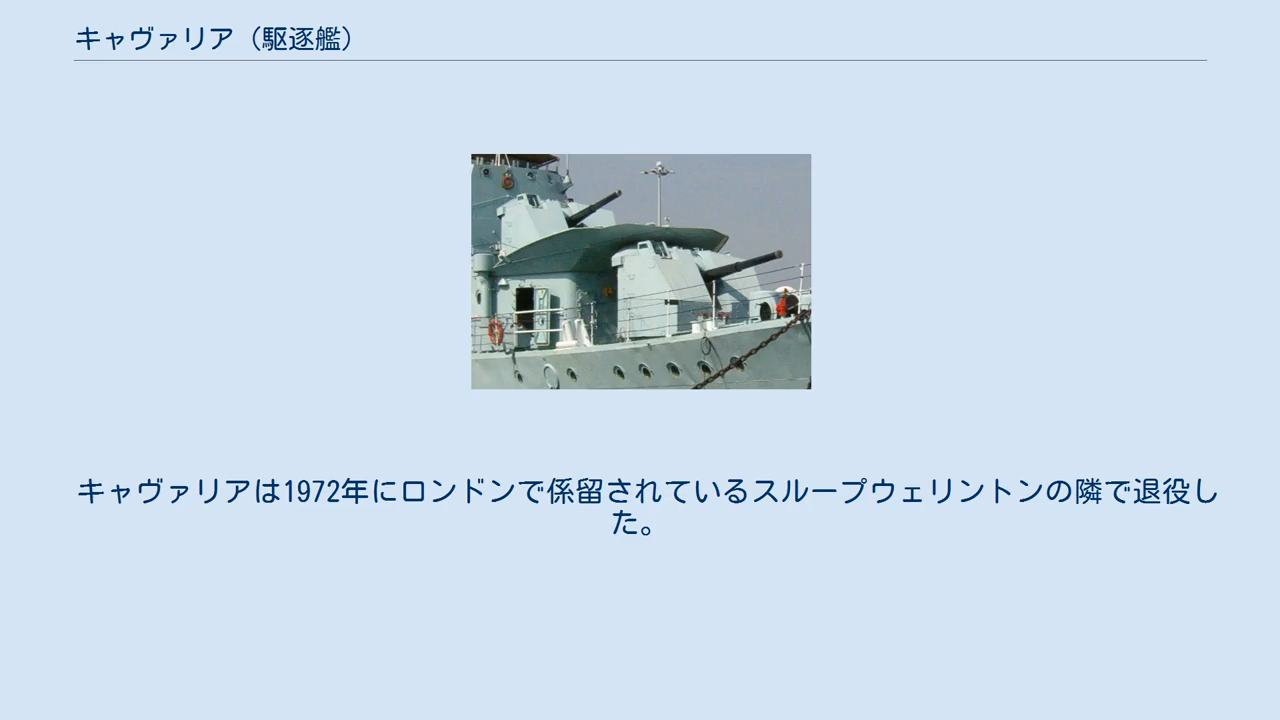 キャヴァリア（駆逐艦）
キャヴァリアは1972年にロンドンで係留されているスループウェリントンの隣で退役し
た。